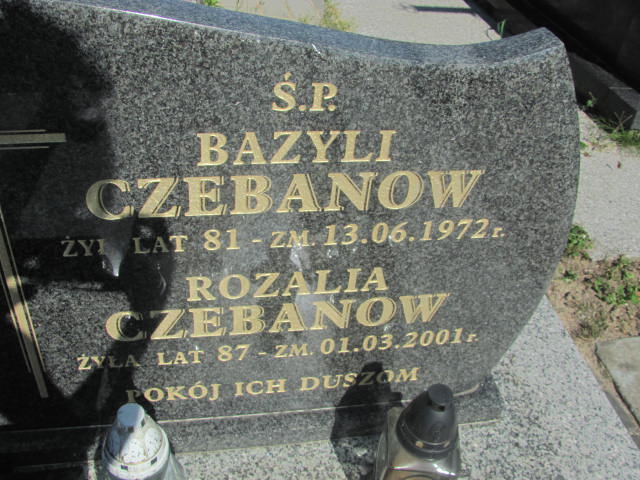 Ś.P.
BAZYLI
CZEBANOW
ŻYŁ LAT 81 - ZM. 13.06.1972 r.
ROZALIA
CZEBANOW
ŻYŁA LAT 87 - ZM. 01.03.2001 r.
POKÓJ ICH DUSZOM